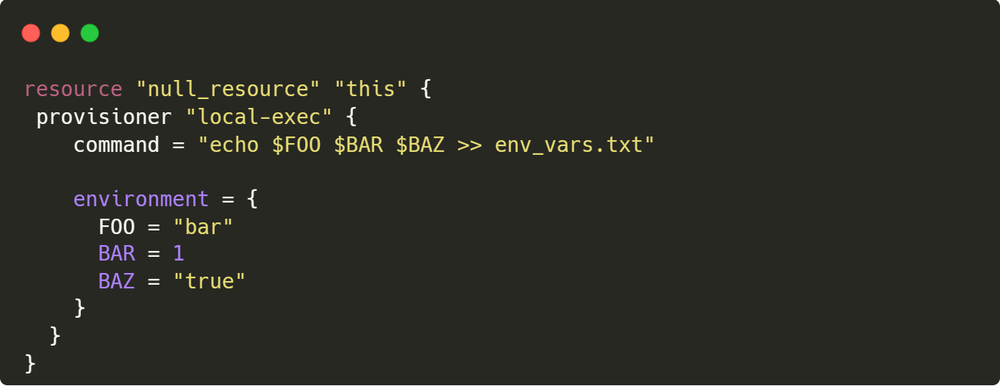 resource "null_resource" "this" {
 provisioner "local-exec" {
    command = "echo $FOO $BAR $BAZ >> env_vars.txt"

    environment = {
      FOO = "bar"
      BAR = 1
      BAZ = "true"
    }
  }
}